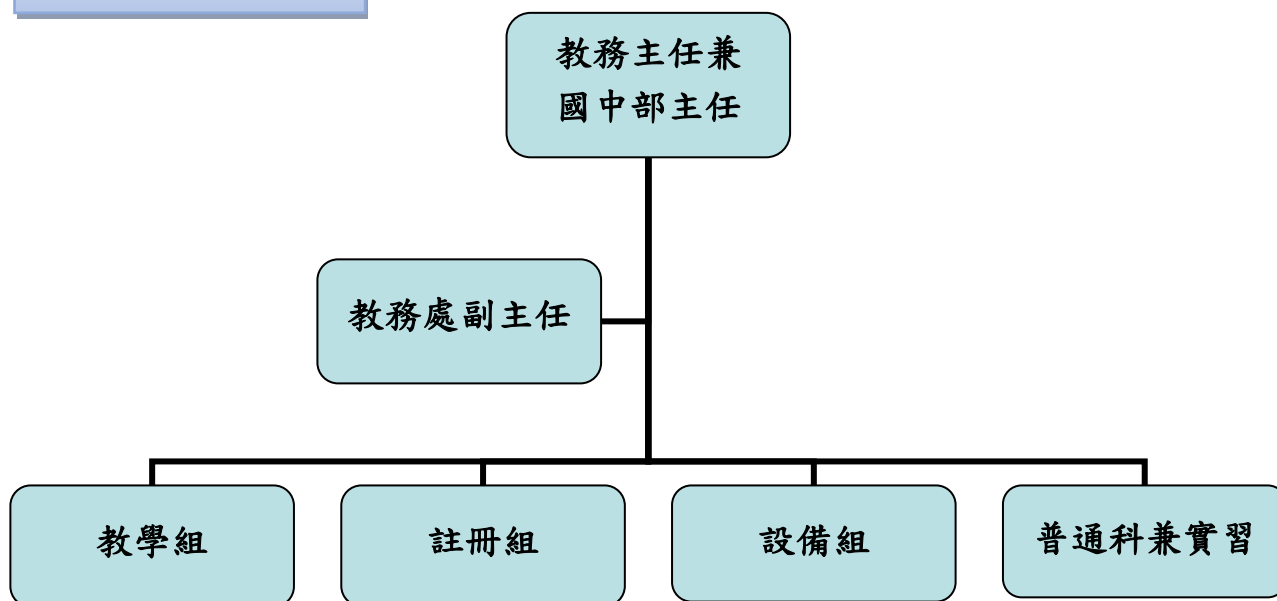 教務主任兼
國中部主任
教務處副主任
教學組
註冊組
設備組
普通科兼實習